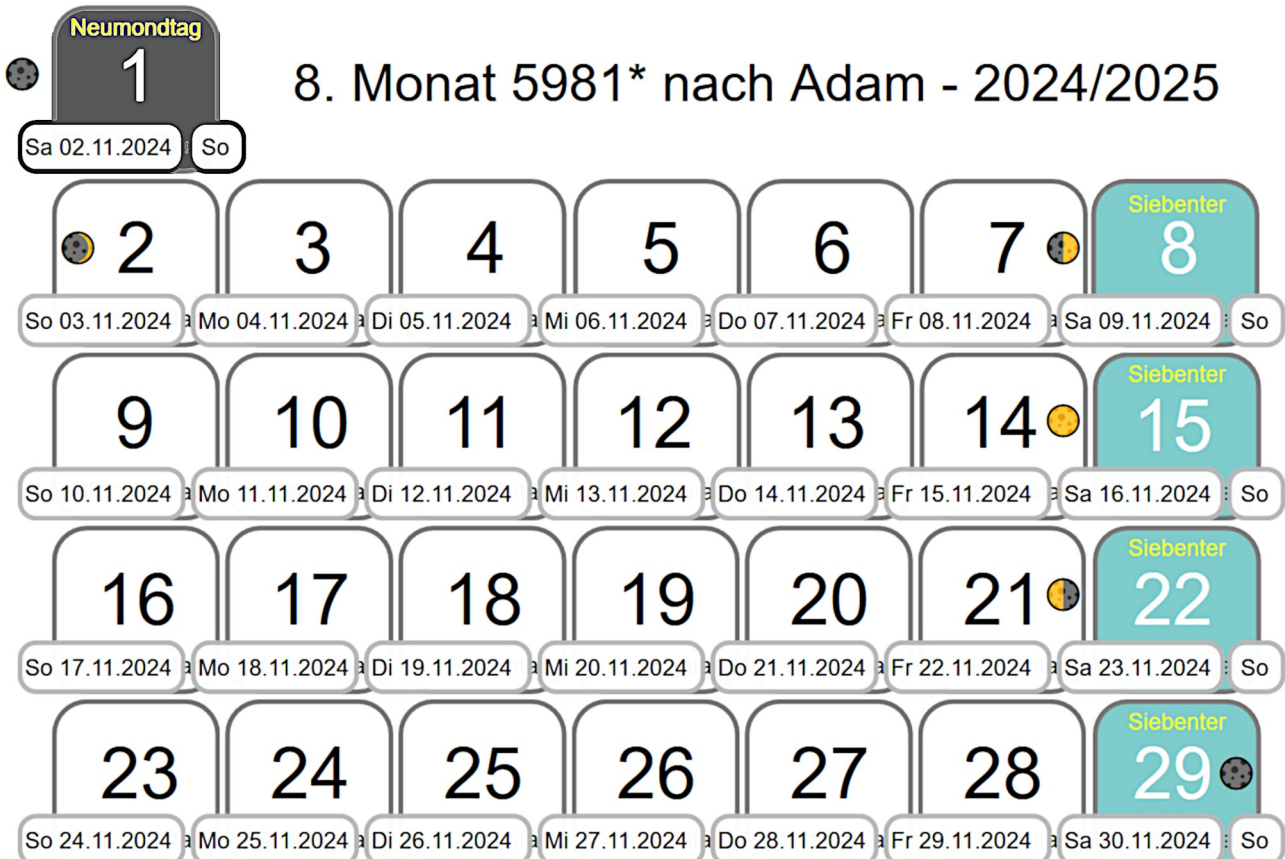 Neumondtag
1
8. Monat 5981* nach Adam - 2024/2025
Sa 02.11.2024 So
2 3 4 5 6 7 Siebenter 8
So 03.11.2024 Mo 04.11.2024 Di 05.11.2024 Mi 06.11.2024 Do 07.11.2024 Fr 08.11.2024 Sa 09.11.2024 So
9 10 11 12 13 14 Siebenter 15
So 10.11.2024 Mo 11.11.2024 Di 12.11.2024 Mi 13.11.2024 Do 14.11.2024 Fr 15.11.2024 Sa 16.11.2024 So
16 17 18 19 20 21 Siebenter 22
So 17.11.2024 Mo 18.11.2024 Di 19.11.2024 Mi 20.11.2024 Do 21.11.2024 Fr 22.11.2024 Sa 23.11.2024 So
23 24 25 26 27 28 Siebenter 29
So 24.11.2024 Mo 25.11.2024 Di 26.11.2024 Mi 27.11.2024 Do 28.11.2024 Fr 29.11.2024 Sa 30.11.2024 So